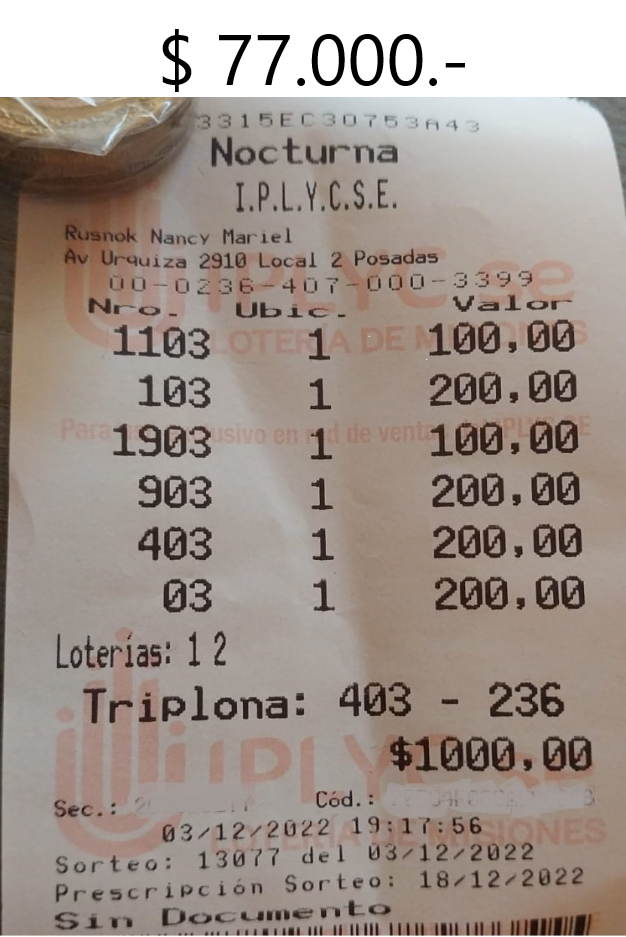 $ 77.000.-
3315EC30753A43
Nocturna
I.P.L.Y.C.S.E.
Rusnok Nancy Mariel
Av Urquiza 2910 Local 2 Posadas
00-0236-407-000-3399
Nro. Ubic. Valor
1103 1 100,00
103 1 200,00
1903 1 100,00
903 1 200,00
403 1 200,00
03 1 200,00
Loterías: 1 2
Triplona: 403 - 236
$1000,00
Sec.: Cód.:
03/12/2022 19:17:56
Sorteo: 13077 del 03/12/2022
Prescripción Sorteo: 18/12/2022
Sin Documento